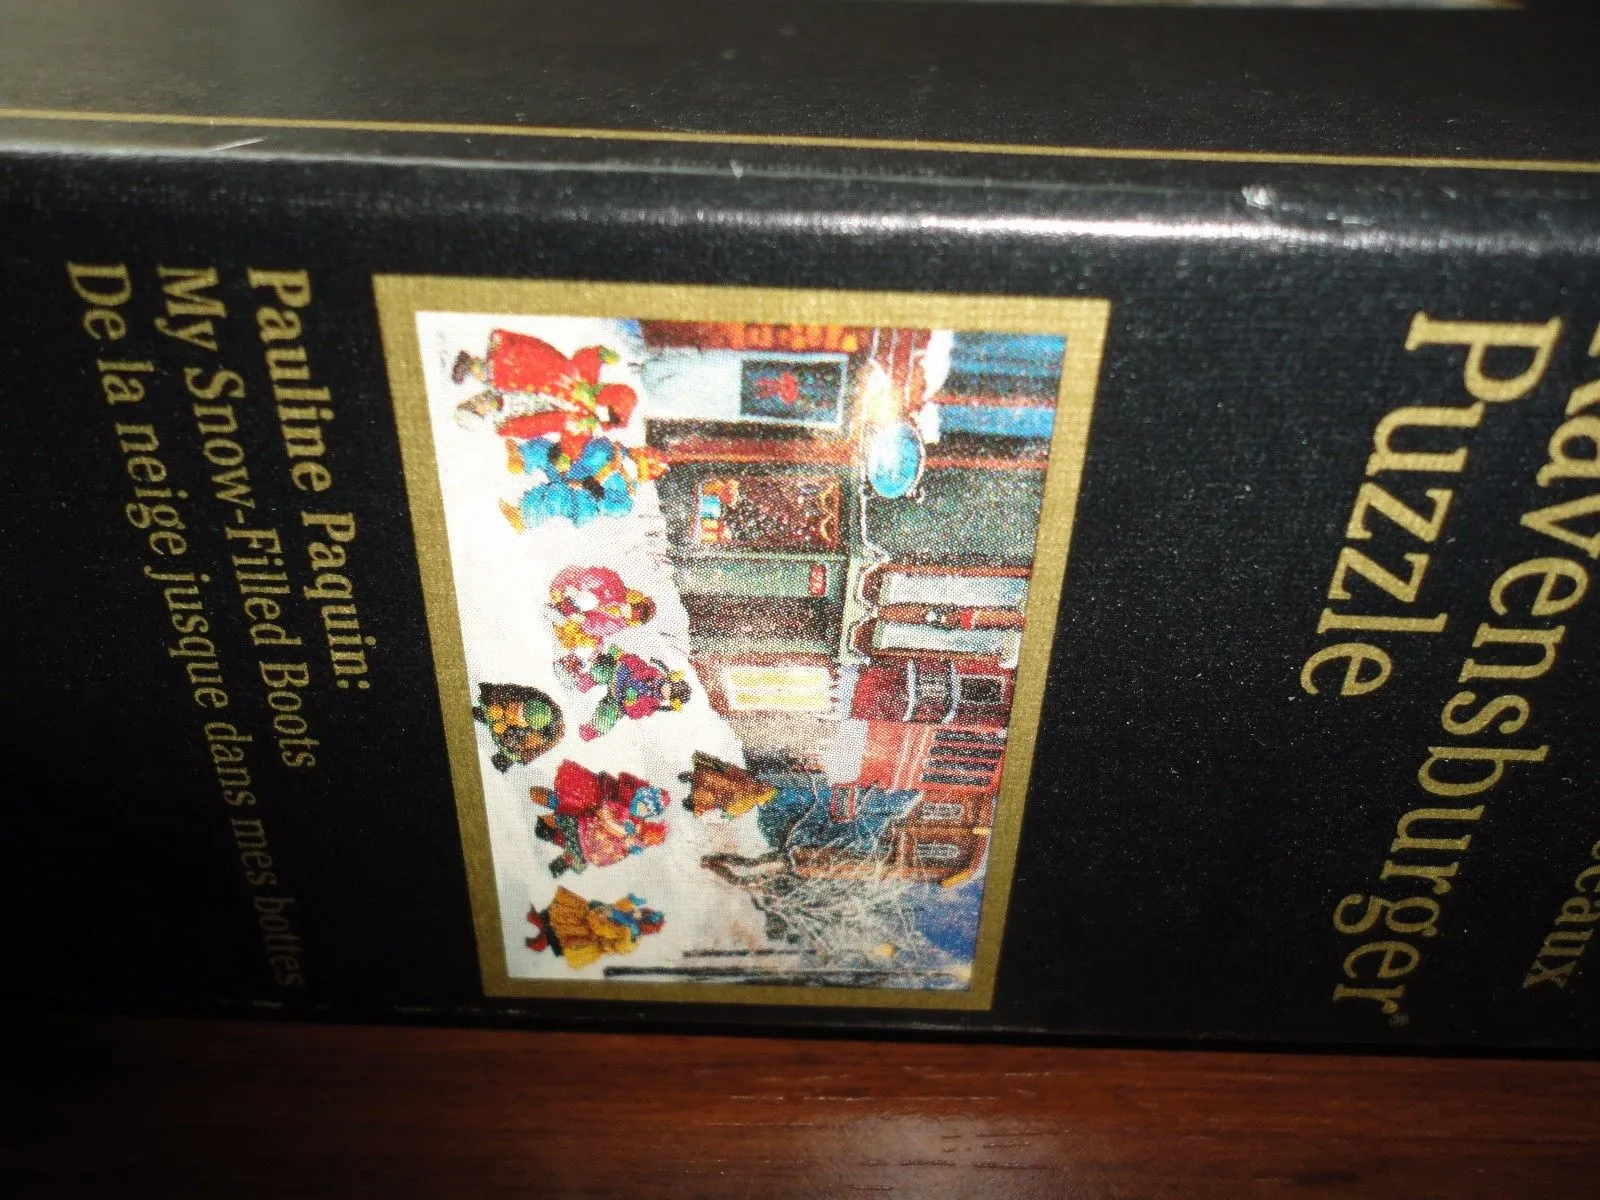 Ravensburger®
Puzzle
Pauline Paquin:
My Snow-Filled Boots
De la neige jusque dans mes bottes